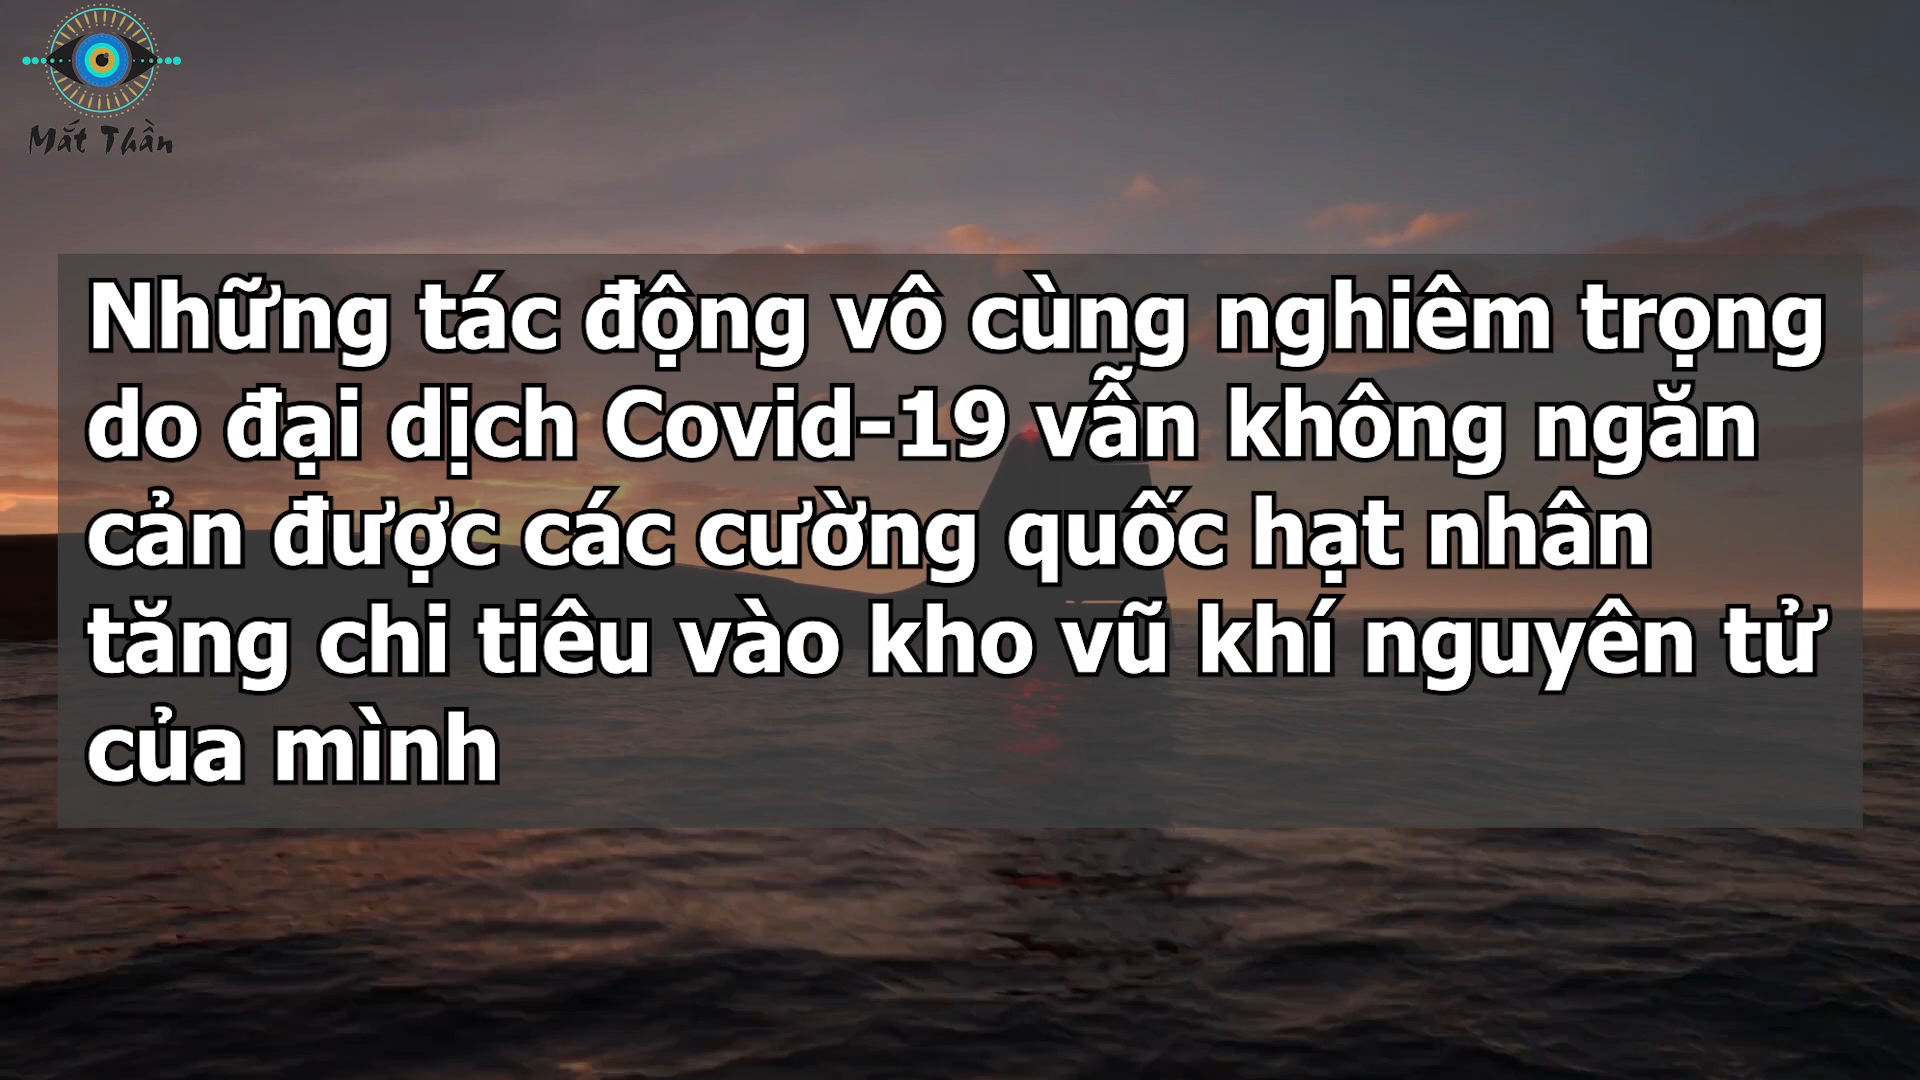 Mắt Thần
Những tác động vô cùng nghiêm trọng
do đại dịch Covid-19 vẫn không ngăn
cản được các cường quốc hạt nhân
tăng chi tiêu vào kho vũ khí nguyên tử
của mình